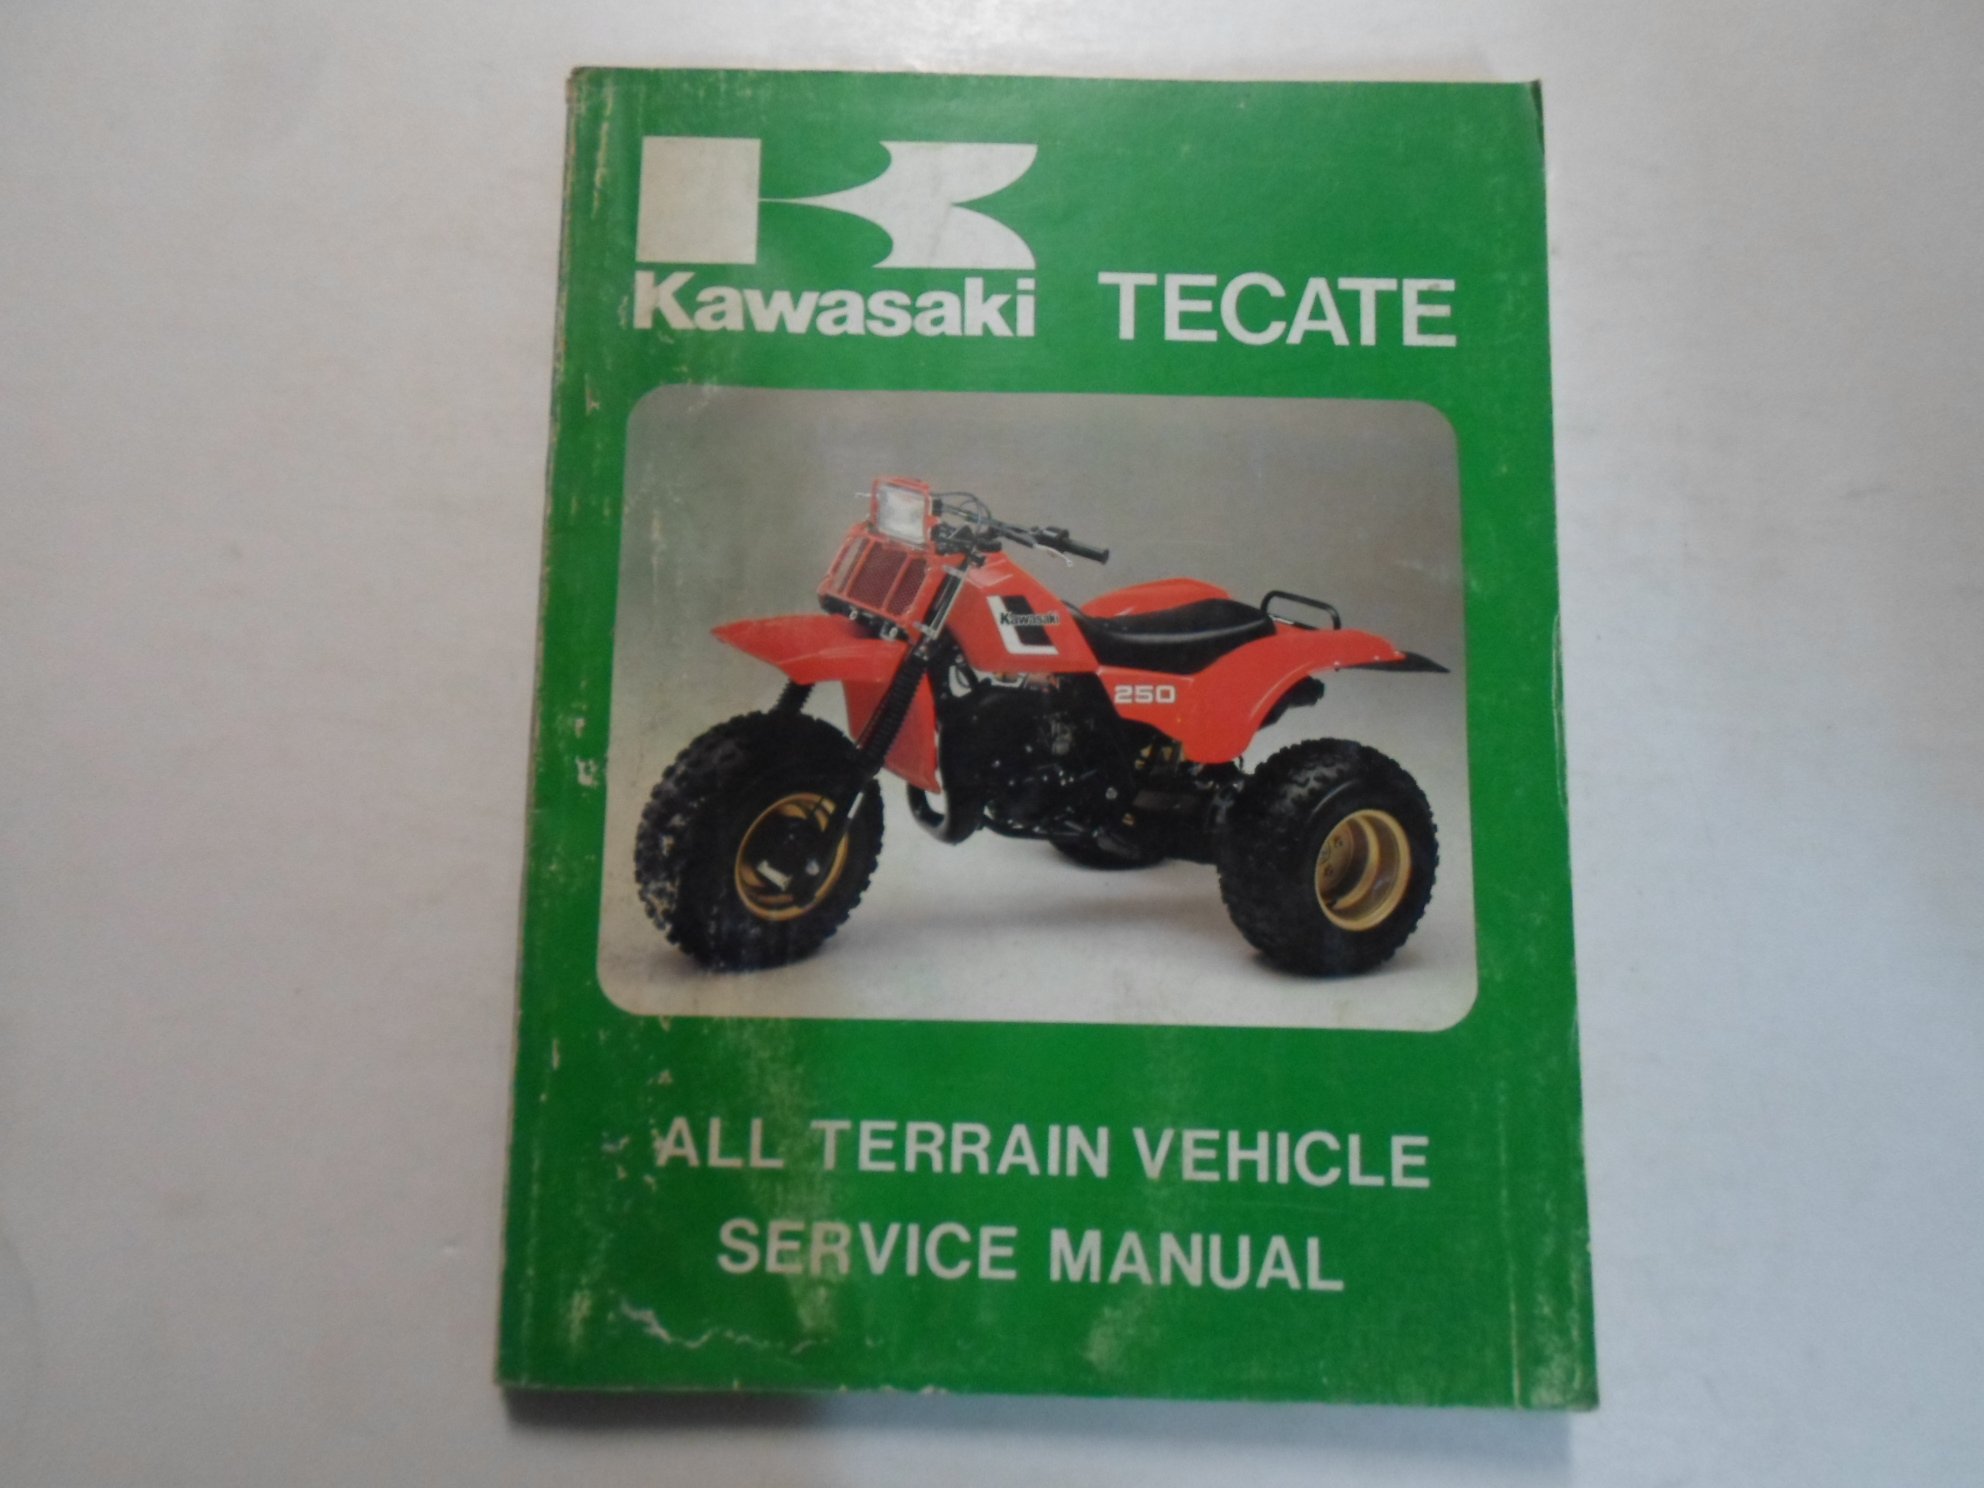 Kawasaki TECATE
Kawasaki
250
ALL TERRAIN VEHICLE
SERVICE MANUAL